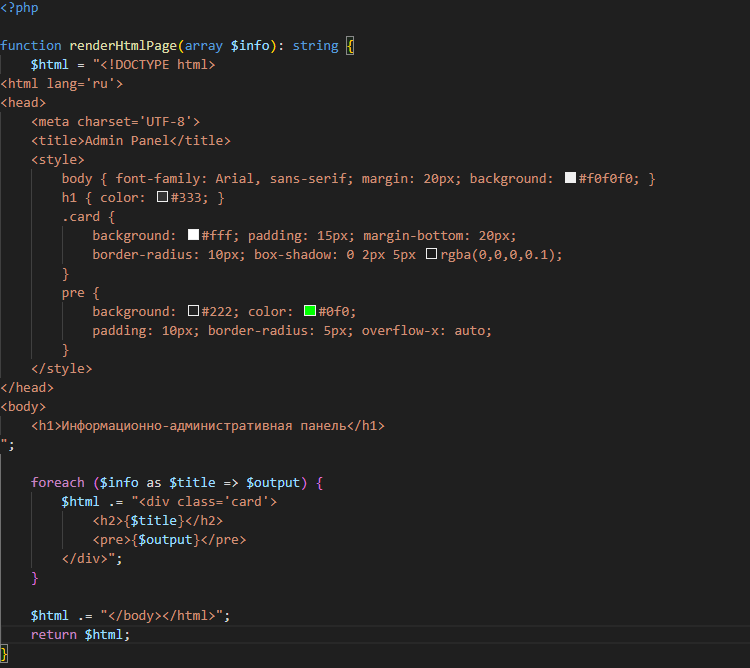 <?php
function renderHtmlPage(array $info): string {
    $html = "<!DOCTYPE html>
<html lang='ru'>
<head>
    <meta charset='UTF-8'>
    <title>Admin Panel</title>
    <style>
        body { font-family: Arial, sans-serif; margin: 20px; background: #f0f0f0; }
        h1 { color: #333; }
        .card {
            background: #fff; padding: 15px; margin-bottom: 20px;
            border-radius: 10px; box-shadow: 0 2px 5px rgba(0,0,0,0.1);
        }
        pre {
            background: #222; color: #0f0;
            padding: 10px; border-radius: 5px; overflow-x: auto;
        }
    </style>
</head>
<body>
    <h1>Информационно-административная панель</h1>
";
    foreach ($info as $title => $output) {
        $html .= "<div class='card'>
            <h2>{$title}</h2>
            <pre>{$output}</pre>
        </div>";
    }
    $html .= "</body></html>";
    return $html;
}